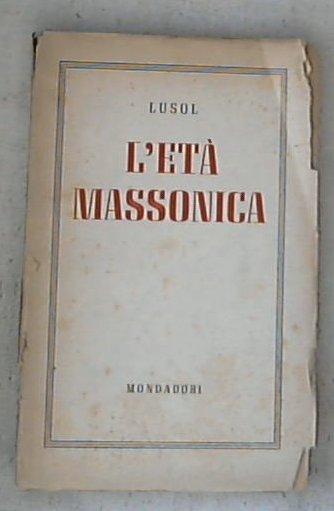 LUSOL
L'ETÀ
MASSONICA
MONDADORI